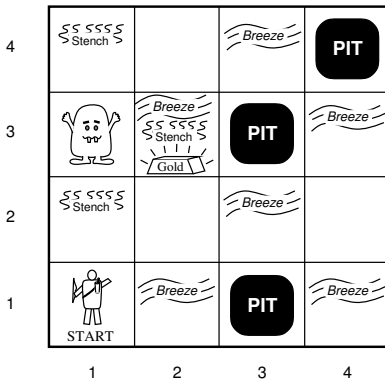 4
Stench
Breeze
PIT
3
Breeze
Stench
Gold
PIT
Breeze
2
Stench
Breeze
1
START
Breeze
PIT
Breeze
1 2 3 4